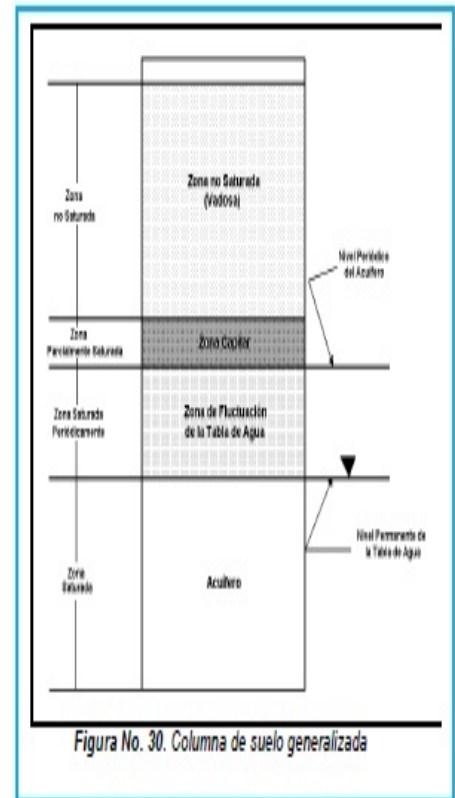 Zona no Saturada
(Vadosa)
Zona
no Saturada
Nivel Periódico
del Acuífero
Zona
Parcialmente Saturada
Zona Capilar
Zona Saturada
Periódicamente
Zona de Fluctuación
de la Tabla de Agua
Nivel Permanente de
la Tabla de Agua
Zona
Saturada
Acuífero
Figura No. 30. Columna de suelo generalizada